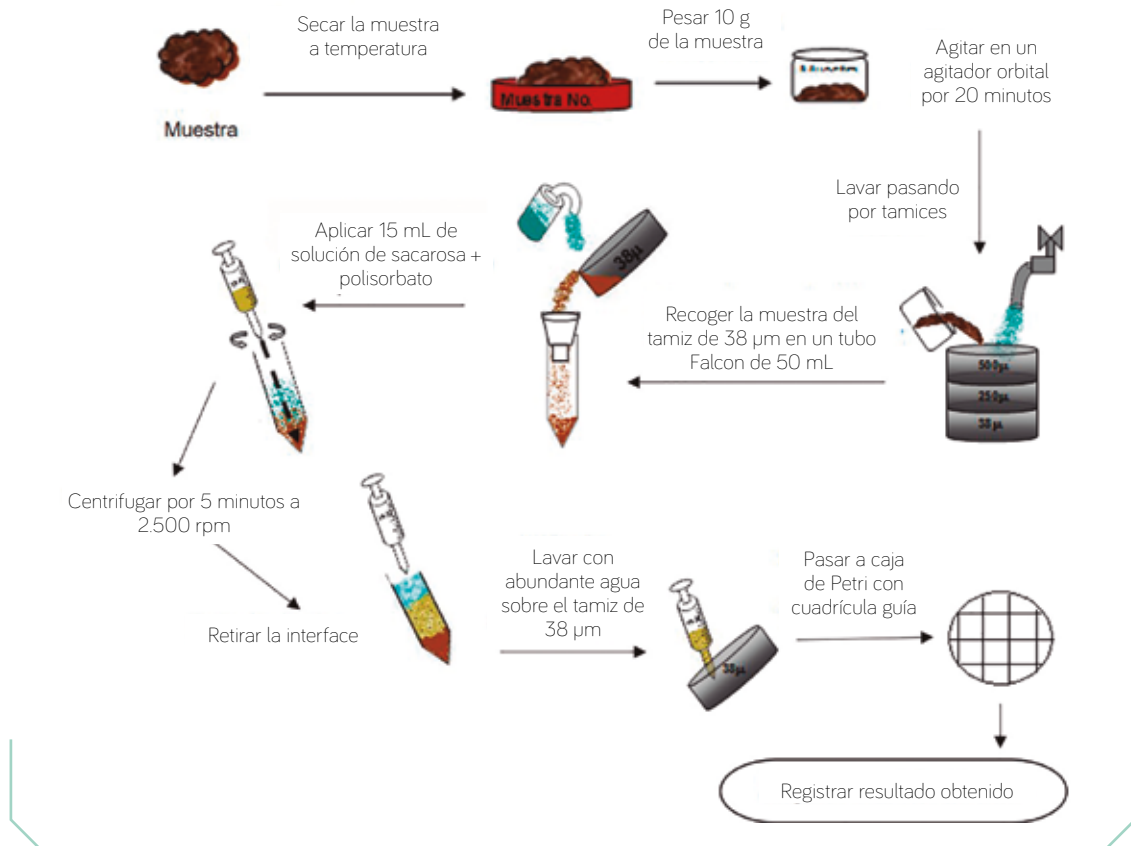 Secar la muestra
a temperatura
Pesar 10 g
de la muestra
Agitar en un
agitador orbital
por 20 minutos
Muestra
Muestra No.
Lavar pasando
por tamices
500µ
250µ
38µ
Recoger la muestra del
tamiz de 38 µm en un tubo
Falcon de 50 mL
38µ
Aplicar 15 mL de
solución de sacarosa +
polisorbato
Centrifugar por 5 minutos a
2.500 rpm
Retirar la interface
Lavar con
abundante agua
sobre el tamiz de
38 µm
38µ
Pasar a caja
de Petri con
cuadrícula guía
Registrar resultado obtenido